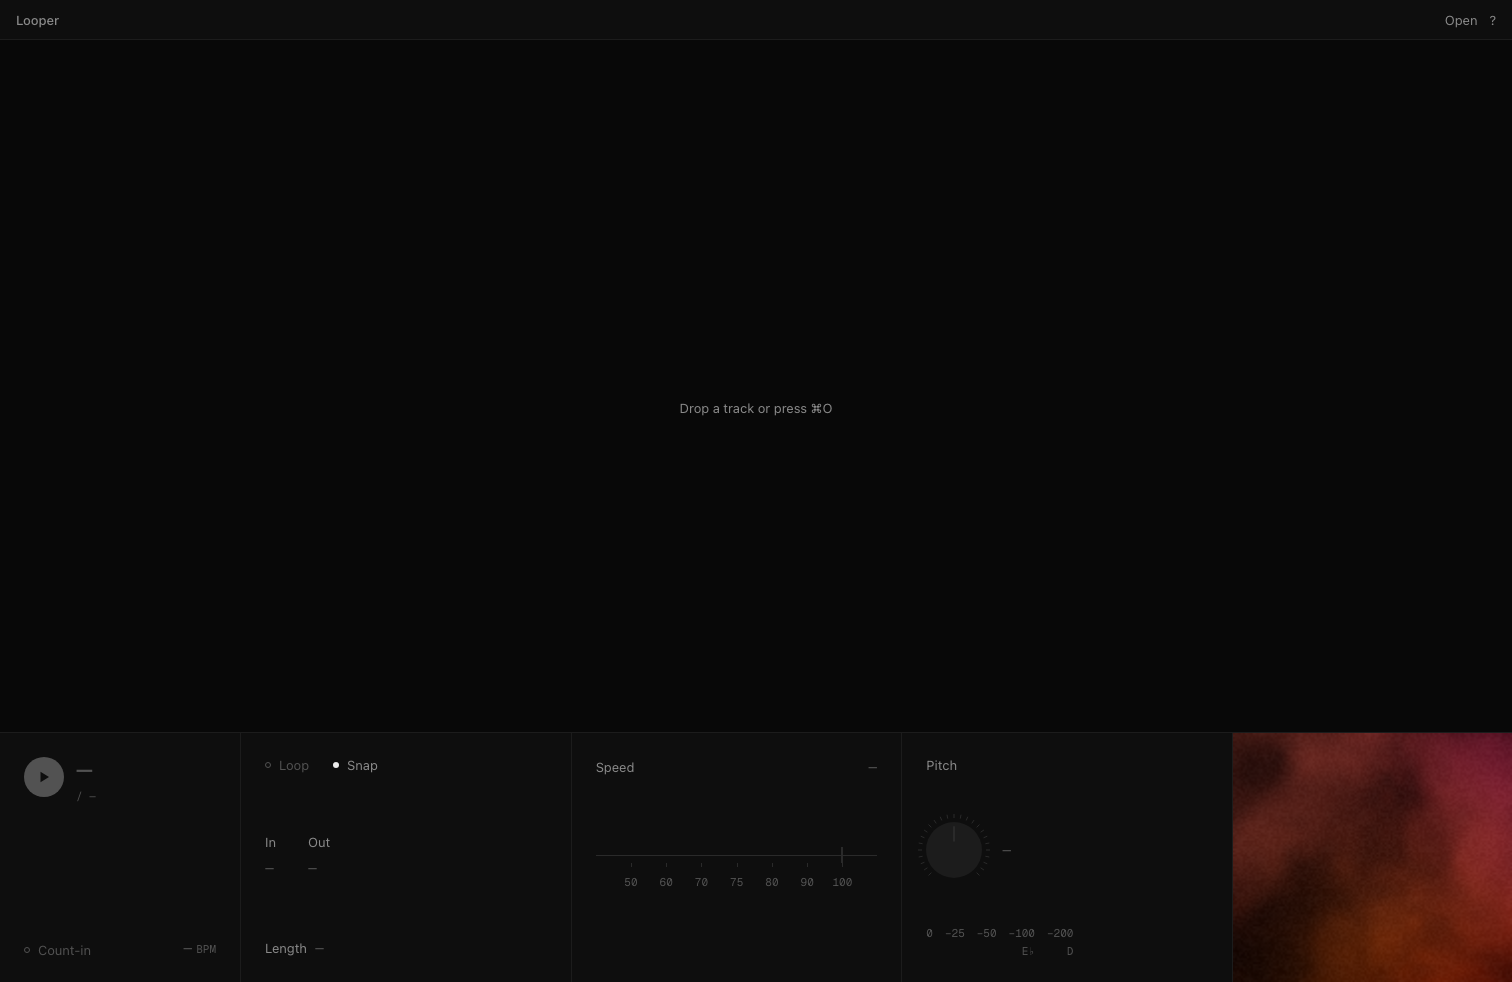 Looper
Open ?
Drop a track or press ⌘O
—
/ –
Count-in
— BPM
Loop Snap
In Out
— —
Length —
Speed —
50 60 70 75 80 90 100
Pitch
—
0 −25 −50 −100 −200
E♭ D